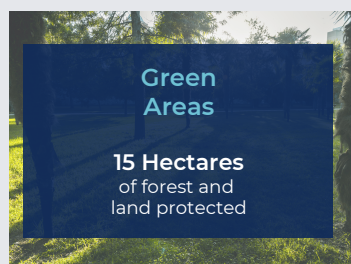 Green
Areas
15 Hectares
of forest and
land protected